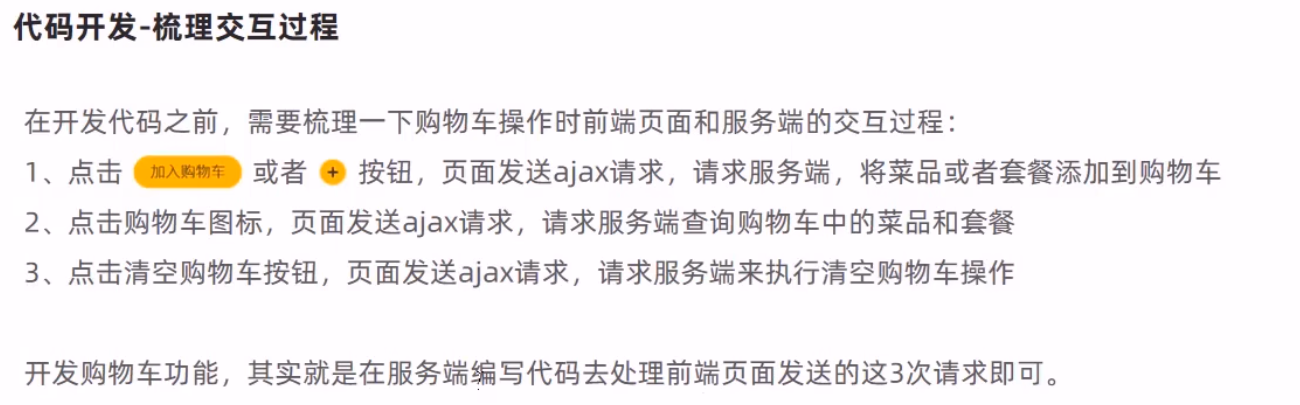 代码开发-梳理交互过程
在开发代码之前，需要梳理一下购物车操作时前端页面和服务端的交互过程：
1、点击 加入购物车 或者 + 按钮，页面发送ajax请求，请求服务端，将菜品或者套餐添加到购物车
2、点击购物车图标，页面发送ajax请求，请求服务端查询购物车中的菜品和套餐
3、点击清空购物车按钮，页面发送ajax请求，请求服务端来执行清空购物车操作
开发购物车功能，其实就是在服务端编写代码去处理前端页面发送的这3次请求即可。